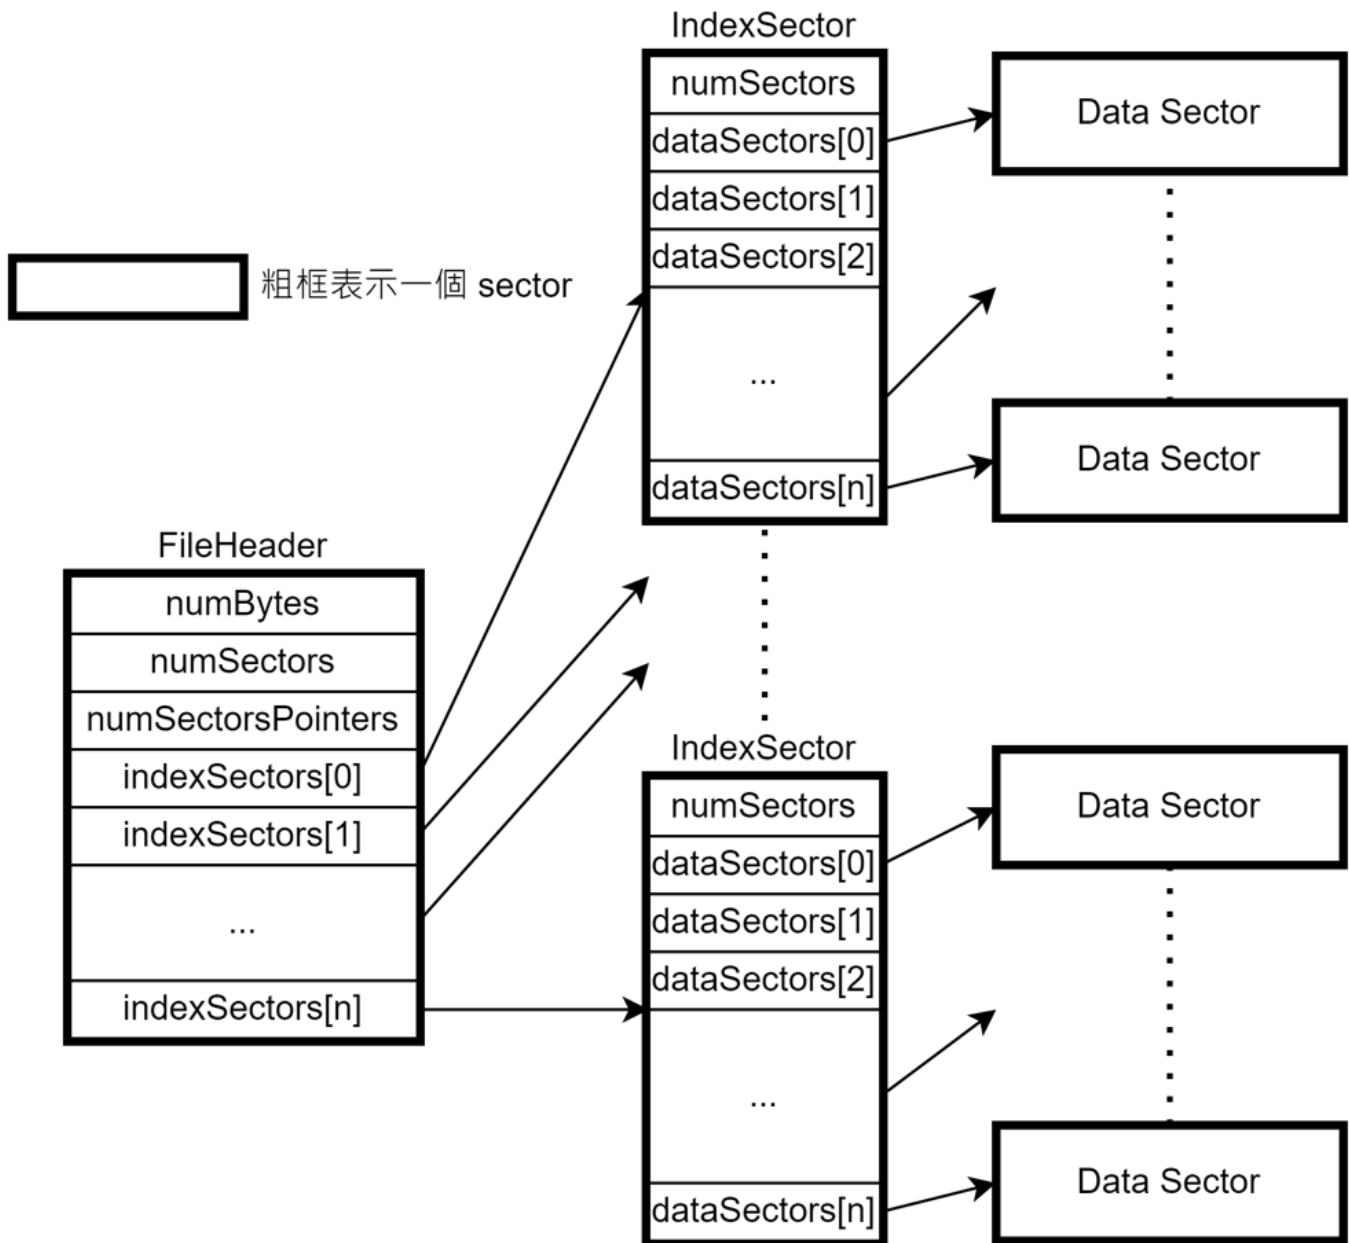 粗框表示一個 sector
FileHeader
numBytes
numSectors
numSectorsPointers
indexSectors[0]
indexSectors[1]
...
indexSectors[n]
IndexSector
numSectors
dataSectors[0]
dataSectors[1]
dataSectors[2]
...
dataSectors[n]
Data Sector
Data Sector
IndexSector
numSectors
dataSectors[0]
dataSectors[1]
dataSectors[2]
...
dataSectors[n]
Data Sector
Data Sector